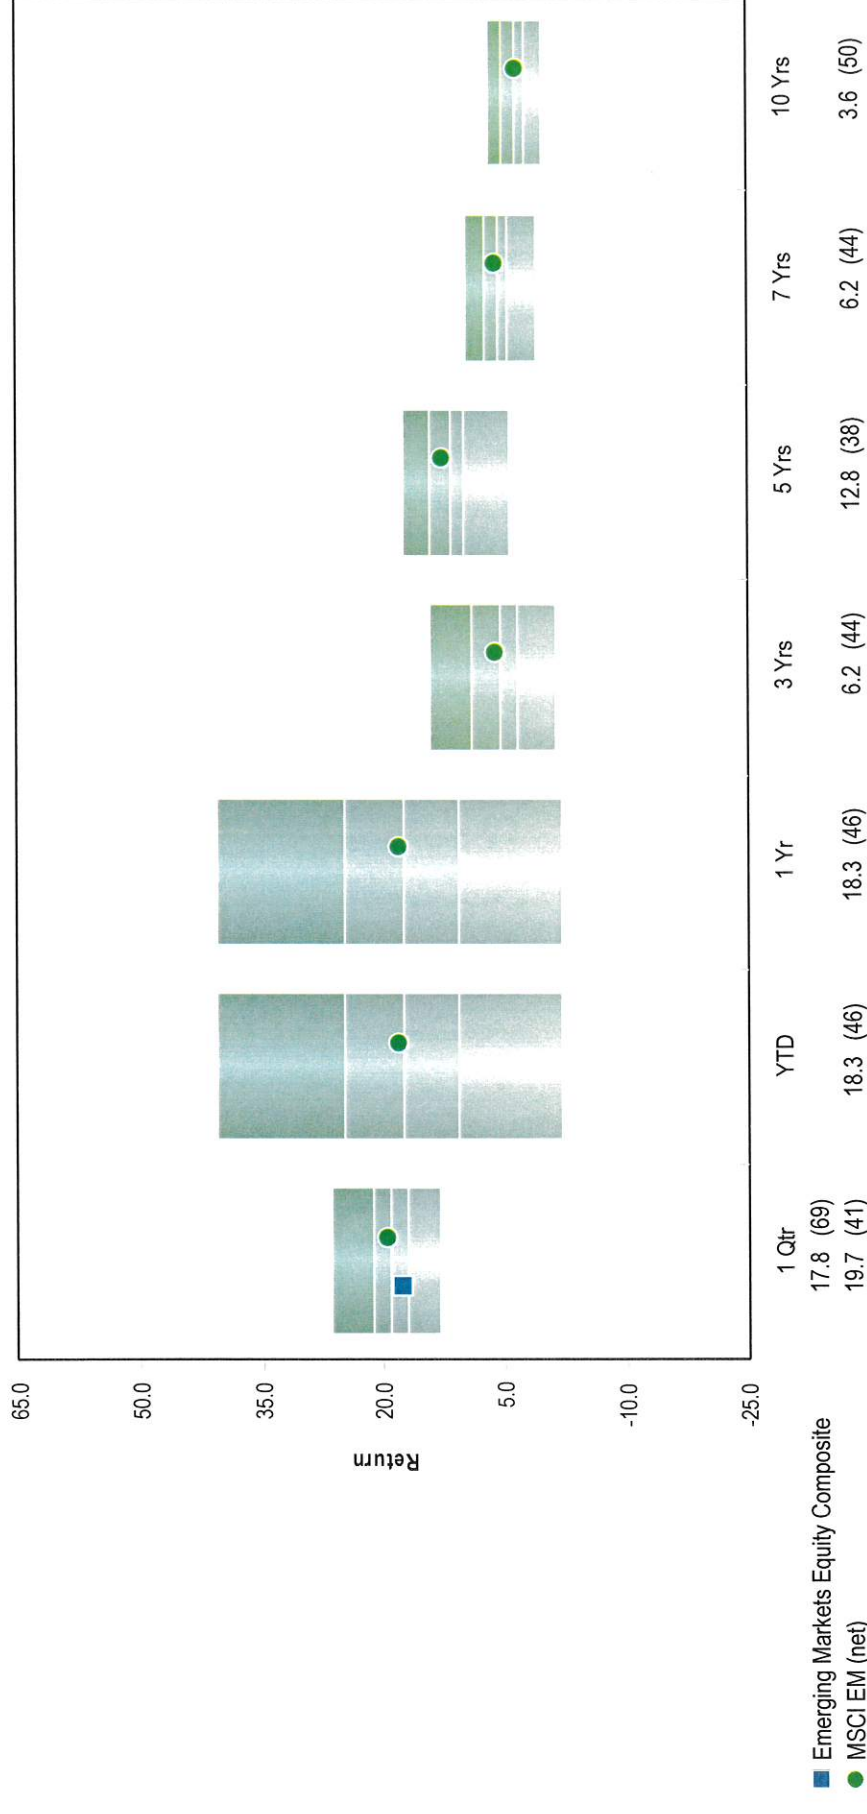 65.0
50.0
35.0
20.0
5.0
-10.0
-25.0
Return
1 Qtr YTD 1 Yr 3 Yrs 5 Yrs 7 Yrs 10 Yrs
■ Emerging Markets Equity Composite 17.8 (69)
● MSCI EM (net) 19.7 (41) 18.3 (46) 18.3 (46) 6.2 (44) 12.8 (38) 6.2 (44) 3.6 (50)